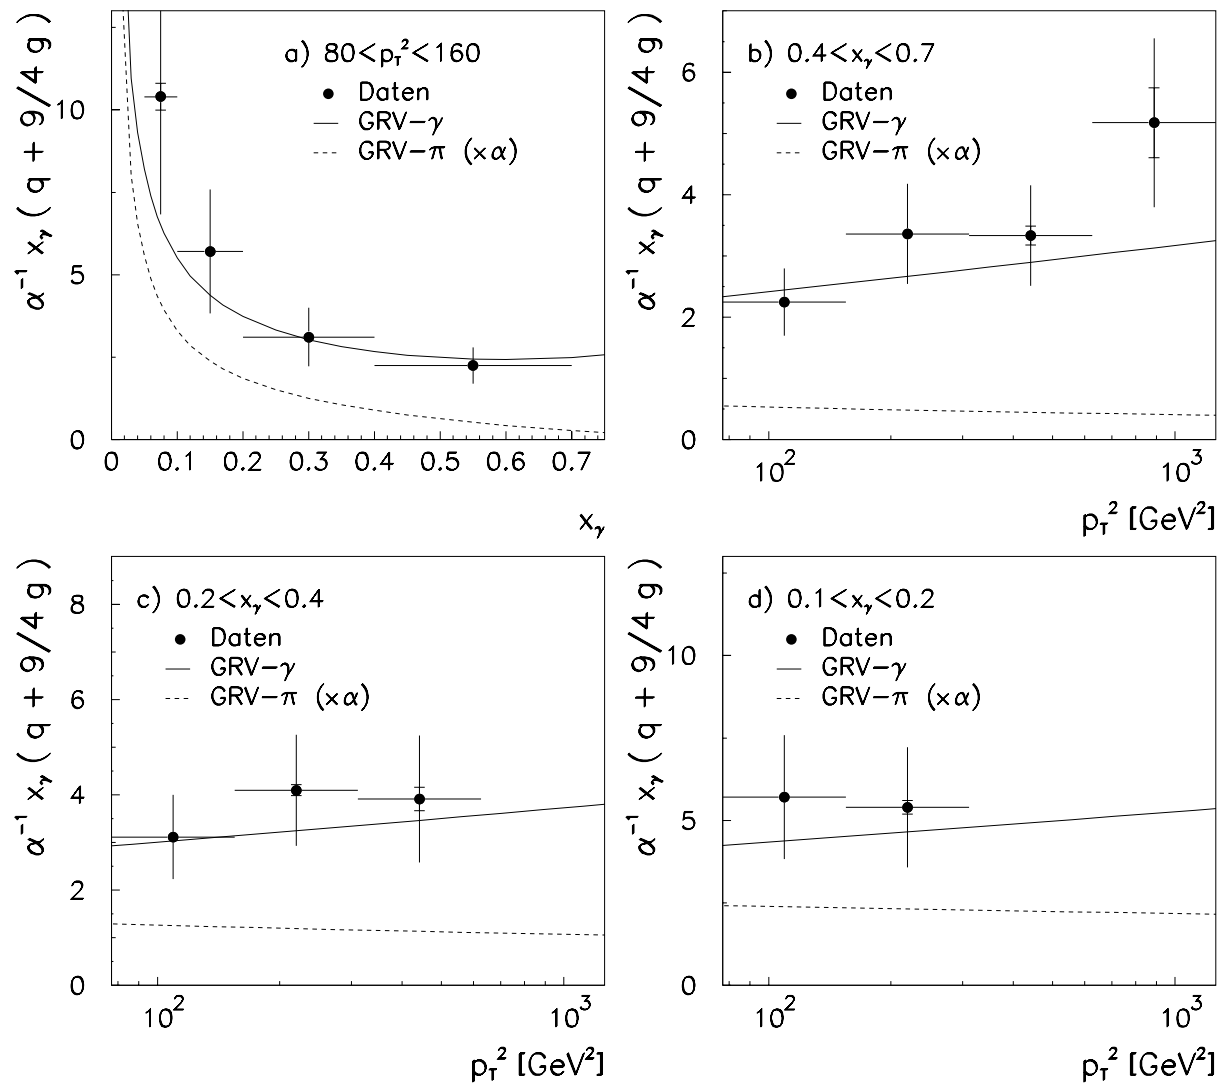 a) 80<p_T^2<160
Daten
GRV-γ
GRV-π (×α)
α^-1 x_γ ( q + 9/4 g )
10
5
0
0 0.1 0.2 0.3 0.4 0.5 0.6 0.7
x_γ
b) 0.4<x_γ<0.7
Daten
GRV-γ
GRV-π (×α)
α^-1 x_γ ( q + 9/4 g )
6
4
2
0
10^2 10^3
p_T^2 [GeV^2]
c) 0.2<x_γ<0.4
Daten
GRV-γ
GRV-π (×α)
α^-1 x_γ ( q + 9/4 g )
8
6
4
2
0
10^2 10^3
p_T^2 [GeV^2]
d) 0.1<x_γ<0.2
Daten
GRV-γ
GRV-π (×α)
α^-1 x_γ ( q + 9/4 g )
10
5
0
10^2 10^3
p_T^2 [GeV^2]